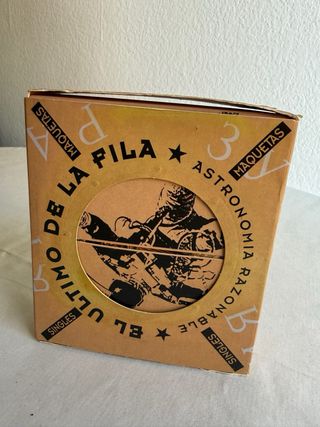 MAQUETAS
MAQUETAS
EL ULTIMO DE LA FILA ★ ASTRONOMIA RAZONABLE ★
SINGLES
SINGLES